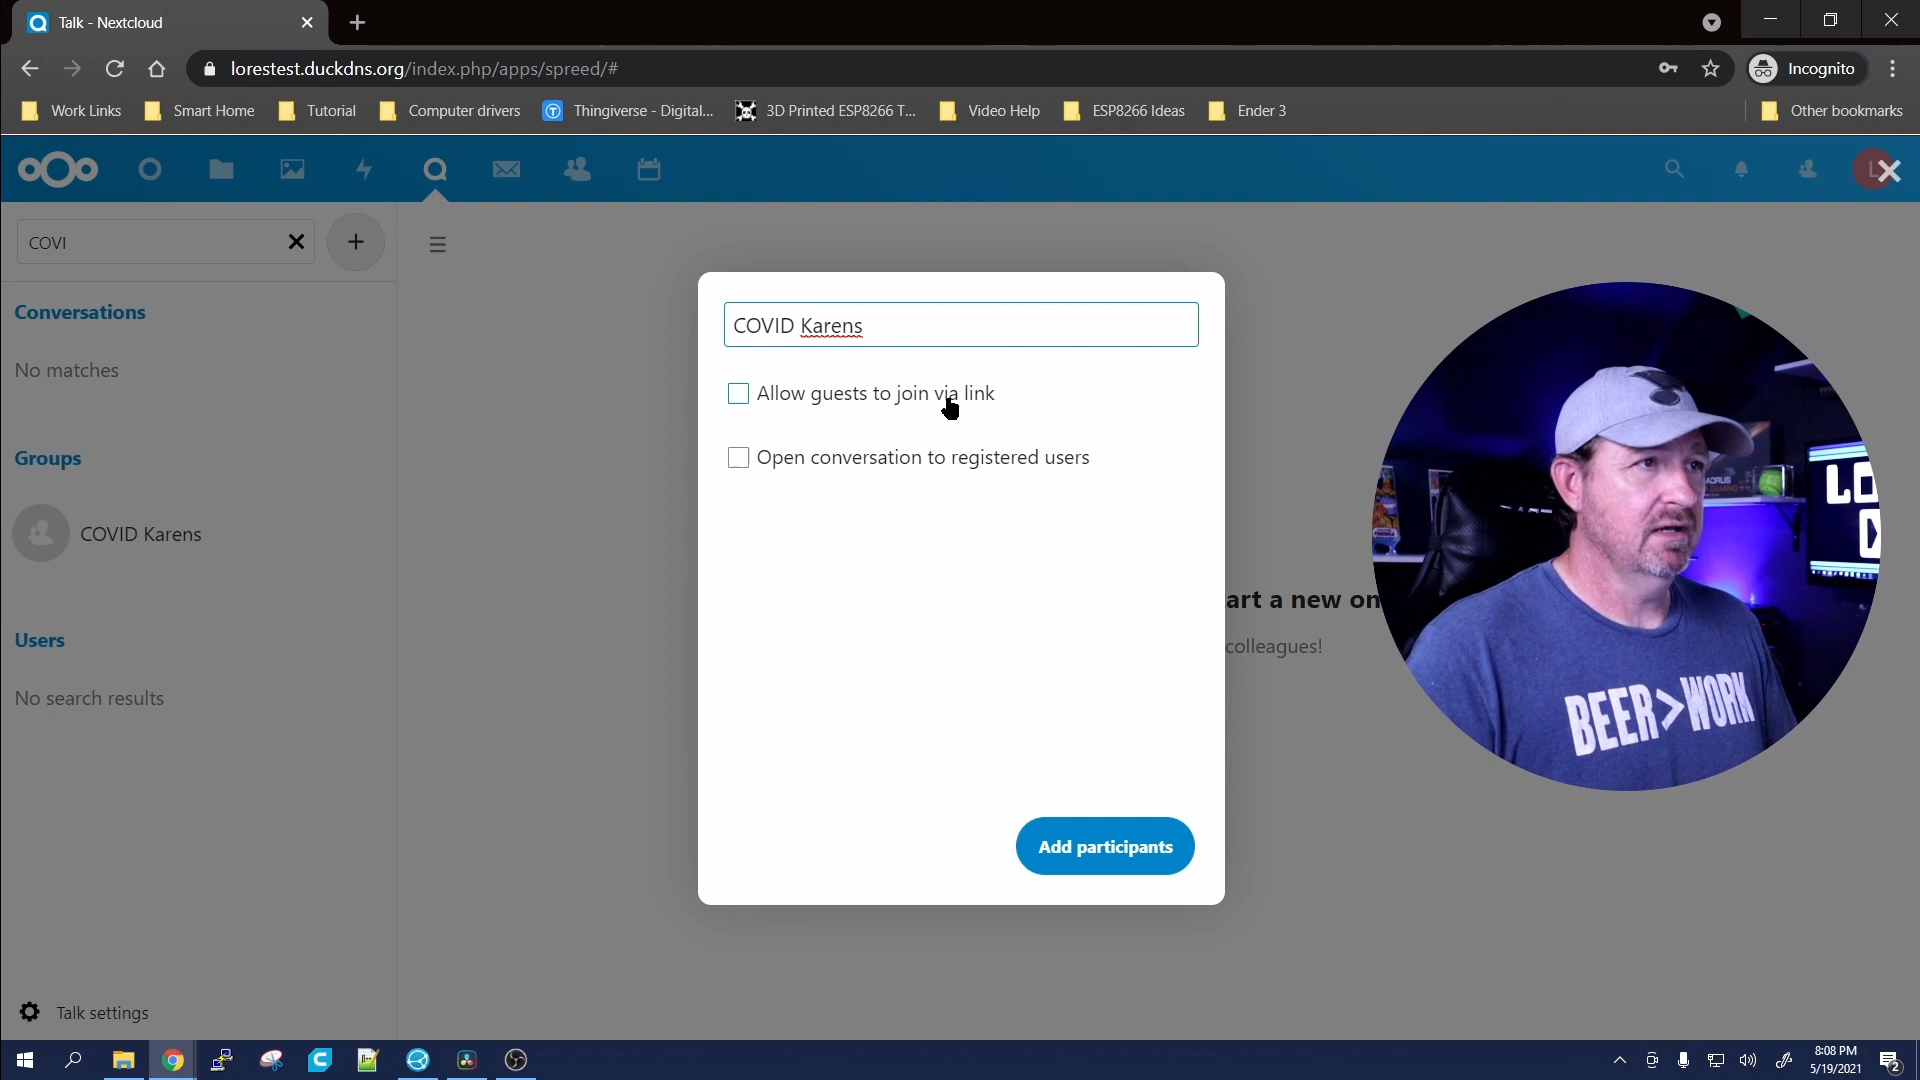 Talk - Nextcloud
lorestest.duckdns.org/index.php/apps/spreed/#
Incognito
Work Links
Smart Home
Tutorial
Computer drivers
Thingiverse - Digital...
3D Printed ESP8266 T...
Video Help
ESP8266 Ideas
Ender 3
Other bookmarks
L
COVI
Conversations
No matches
Groups
COVID Karens
Users
No search results
Talk settings
COVID Karens
Allow guests to join via link
Open conversation to registered users
Add participants
art a new on
colleagues!
LO
BEER>WORK
8:08 PM
5/19/2021
2